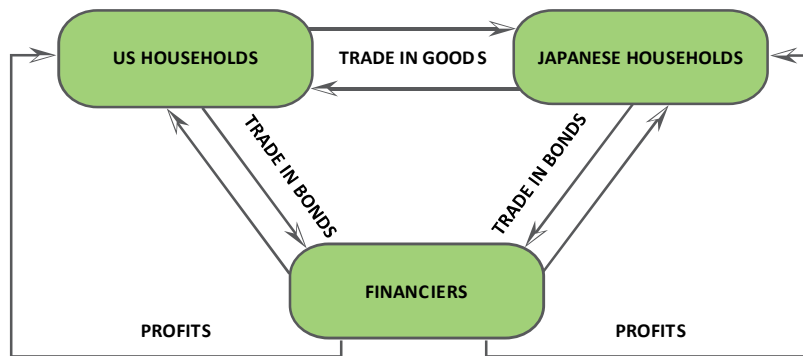 US HOUSEHOLDS
TRADE IN GOODS
JAPANESE HOUSEHOLDS
TRADE IN BONDS
TRADE IN BONDS
FINANCIERS
PROFITS
PROFITS